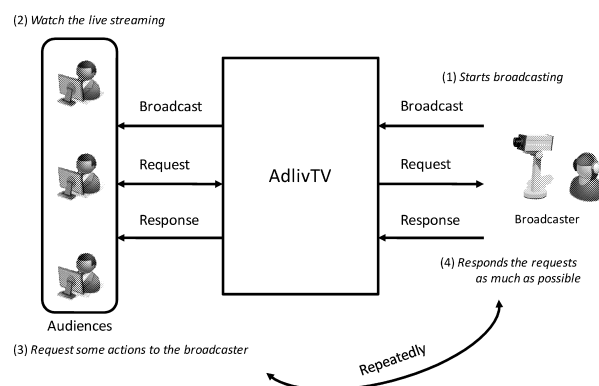 (2) Watch the live streaming
(1) Starts broadcasting
Broadcast
Broadcast
Request
Request
AdlivTV
Response
Response
Broadcaster
(4) Responds the requests
as much as possible
Audiences
(3) Request some actions to the broadcaster
Repeatedly